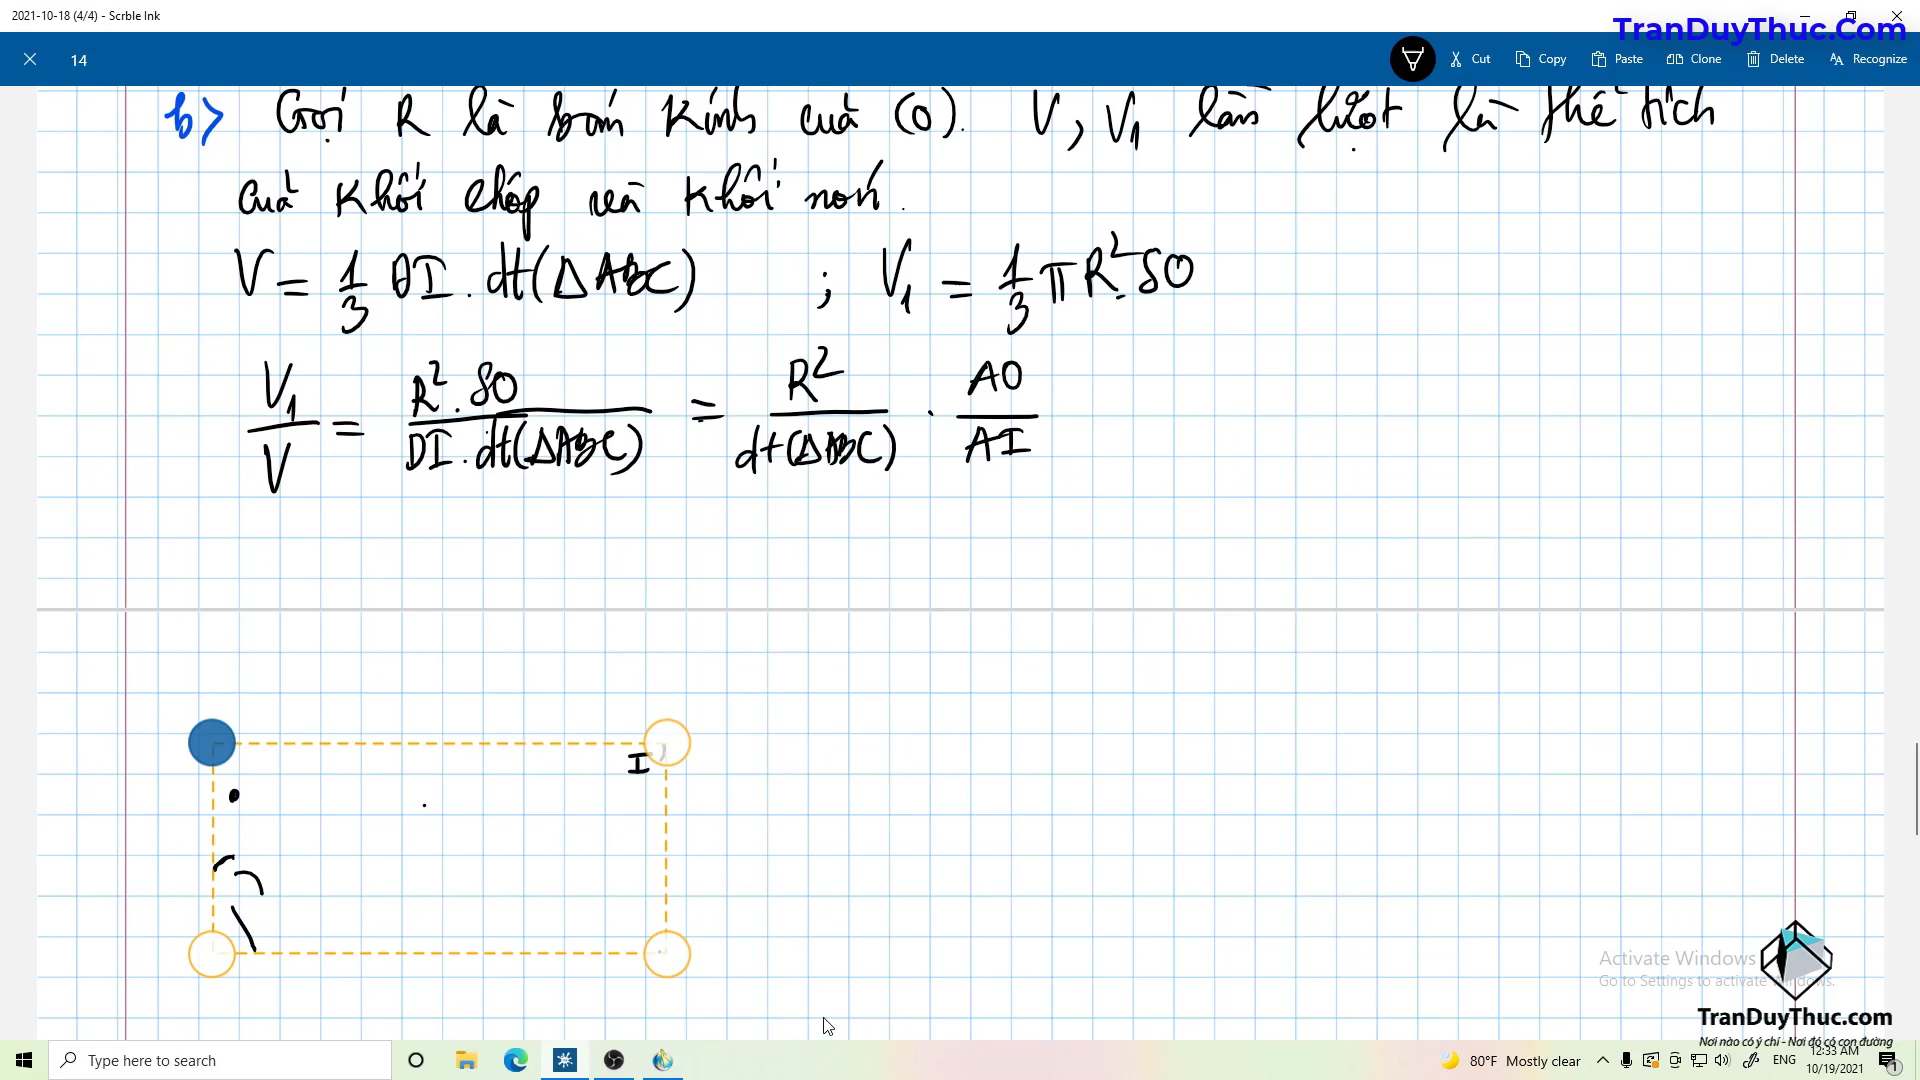 2021-10-18 (4/4) - Scrble Ink
TranDuyThuc.Com
14
Cut Copy Paste Clone Delete Recognize
b> Gọi R là bán kính của (O). V, V₁ lần lượt là thể tích
của khối chóp và khối nón.
V = 1/3 DI . dt(ΔABC) ; V₁ = 1/3 πR².SO
V₁/V = R².SO / DI.dt(ΔABC) = R²/dt(ΔABC) . AO/AI
I
Activate Windows
Go to Settings to activate Windows.
TranDuyThuc.com
Nơi nào có ý chí - Nơi đó có con đường
Type here to search
80°F Mostly clear
ENG
12:33 AM
10/19/2021
1